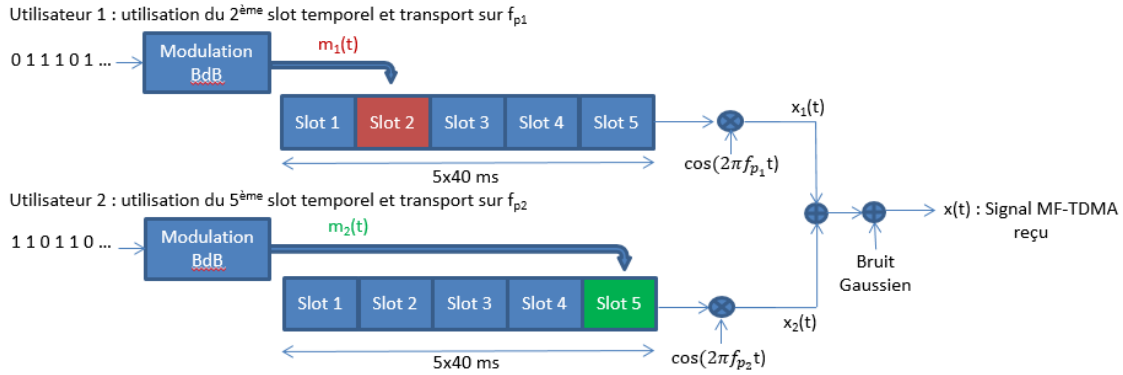 Utilisateur 1 : utilisation du 2ème slot temporel et transport sur fp1
0 1 1 1 0 1 ...
Modulation
BdB
m1(t)
Slot 1 Slot 2 Slot 3 Slot 4 Slot 5
x1(t)
cos(2πfp1t)
5x40 ms
Utilisateur 2 : utilisation du 5ème slot temporel et transport sur fp2
1 1 0 1 1 0 ...
Modulation
BdB
m2(t)
x(t) : Signal MF-TDMA
reçu
Bruit
Gaussien
Slot 1 Slot 2 Slot 3 Slot 4 Slot 5
x2(t)
cos(2πfp2t)
5x40 ms